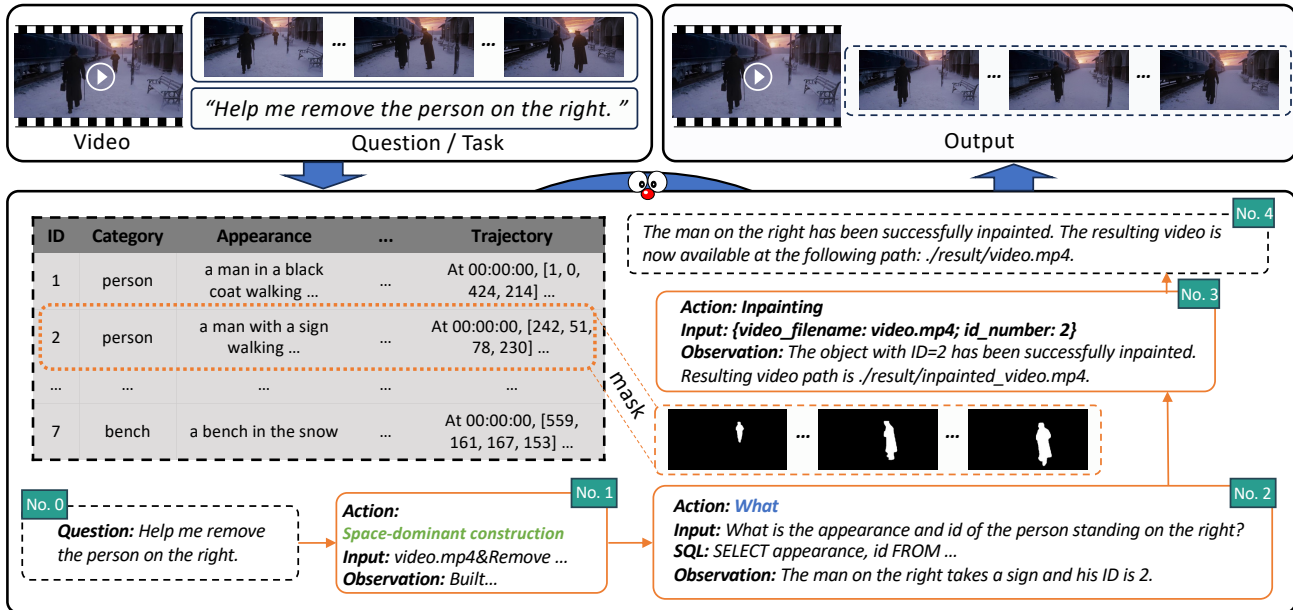 ...
...
"Help me remove the person on the right. "
Video
Question / Task
...
...
Output
ID Category Appearance ... Trajectory
1 person a man in a black coat walking ... ... At 00:00:00, [1, 0, 424, 214] ...
2 person a man with a sign walking ... ... At 00:00:00, [242, 51, 78, 230] ...
... ... ... ... ...
7 bench a bench in the snow ... At 00:00:00, [559, 161, 167, 153] ...
mask
...
...
No. 0
Question: Help me remove
the person on the right.
No. 1
Action:
Space-dominant construction
Input: video.mp4&Remove ...
Observation: Built...
No. 2
Action: What
Input: What is the appearance and id of the person standing on the right?
SQL: SELECT appearance, id FROM ...
Observation: The man on the right takes a sign and his ID is 2.
No. 3
Action: Inpainting
Input: {video_filename: video.mp4; id_number: 2}
Observation: The object with ID=2 has been successfully inpainted.
Resulting video path is ./result/inpainted_video.mp4.
No. 4
The man on the right has been successfully inpainted. The resulting video is
now available at the following path: ./result/video.mp4.